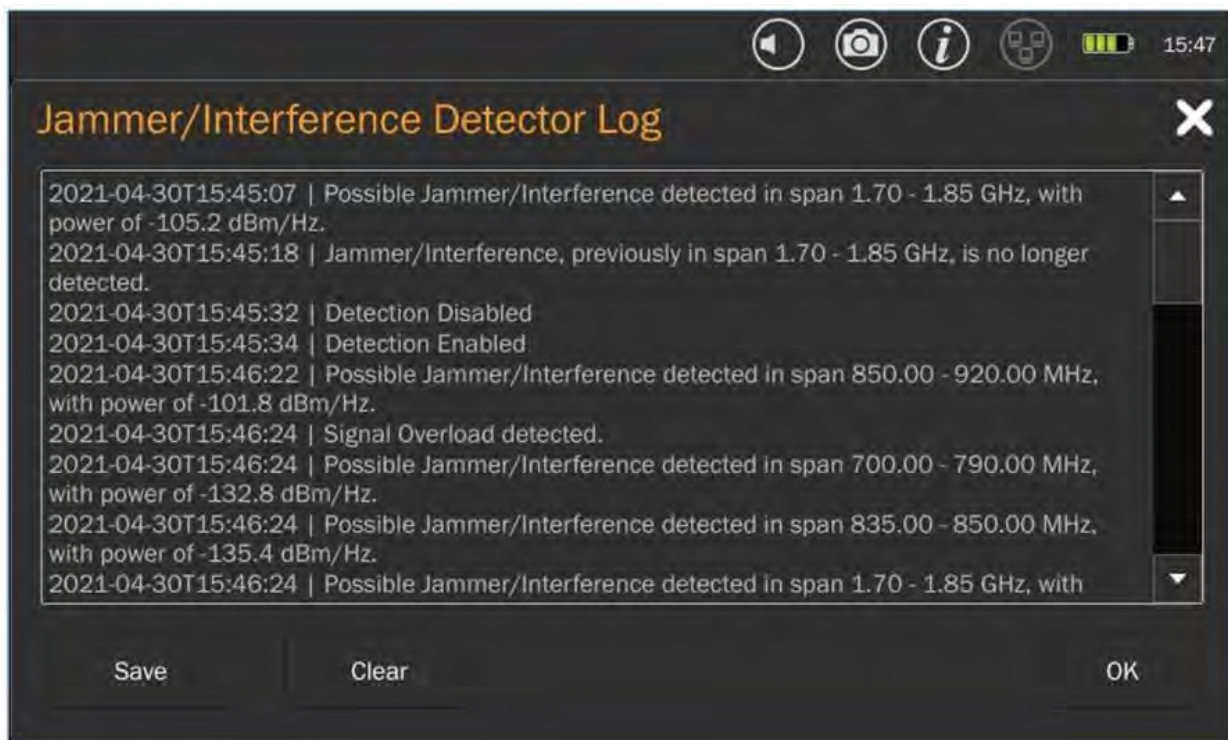 15:47
Jammer/Interference Detector Log
2021-04-30T15:45:07 | Possible Jammer/Interference detected in span 1.70 - 1.85 GHz, with
power of -105.2 dBm/Hz.
2021-04-30T15:45:18 | Jammer/Interference, previously in span 1.70 - 1.85 GHz, is no longer
detected.
2021-04-30T15:45:32 | Detection Disabled
2021-04-30T15:45:34 | Detection Enabled
2021-04-30T15:46:22 | Possible Jammer/Interference detected in span 850.00 - 920.00 MHz,
with power of -101.8 dBm/Hz.
2021-04-30T15:46:24 | Signal Overload detected.
2021-04-30T15:46:24 | Possible Jammer/Interference detected in span 700.00 - 790.00 MHz,
with power of -132.8 dBm/Hz.
2021-04-30T15:46:24 | Possible Jammer/Interference detected in span 835.00 - 850.00 MHz,
with power of -135.4 dBm/Hz.
2021-04-30T15:46:24 | Possible Jammer/Interference detected in span 1.70 - 1.85 GHz, with
Save Clear OK